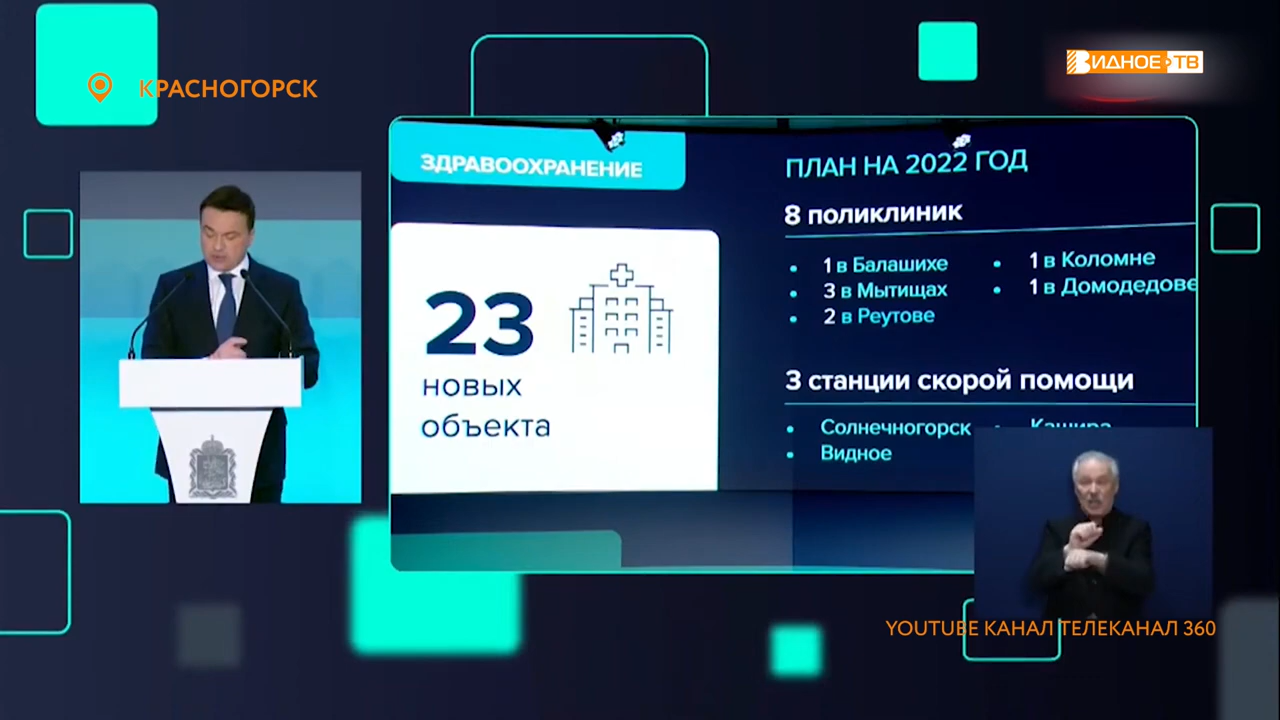 КРАСНОГОРСК
ВИДНОЕ ТВ
ЗДРАВООХРАНЕНИЕ
23
новых
объекта
ПЛАН НА 2022 ГОД
8 поликлиник
• 1 в Балашихе
• 3 в Мытищах
• 2 в Реутове
• 1 в Коломне
• 1 в Домодедове
3 станции скорой помощи
• Солнечногорск
• Видное
• Кашира
YOUTUBE КАНАЛ ТЕЛЕКАНАЛ 360